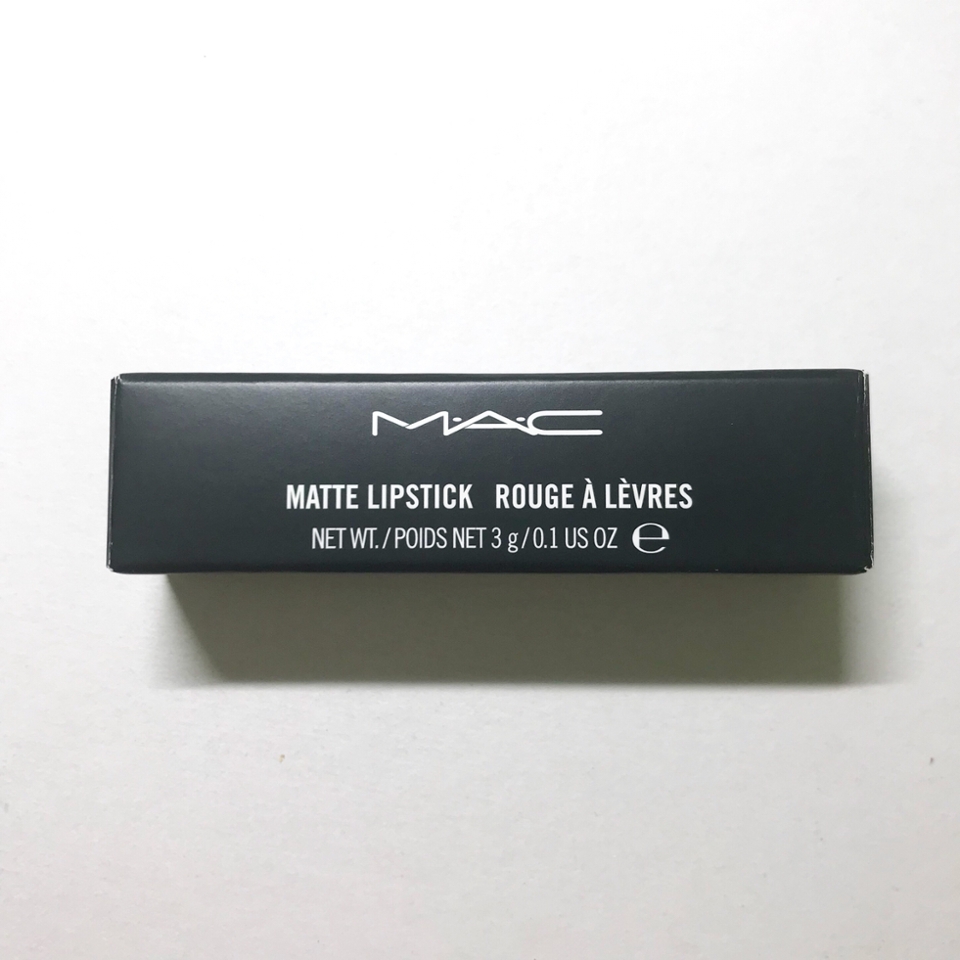 M·A·C
MATTE LIPSTICK ROUGE À LÈVRES
NET WT./POIDS NET 3 g/0.1 US OZ ℮